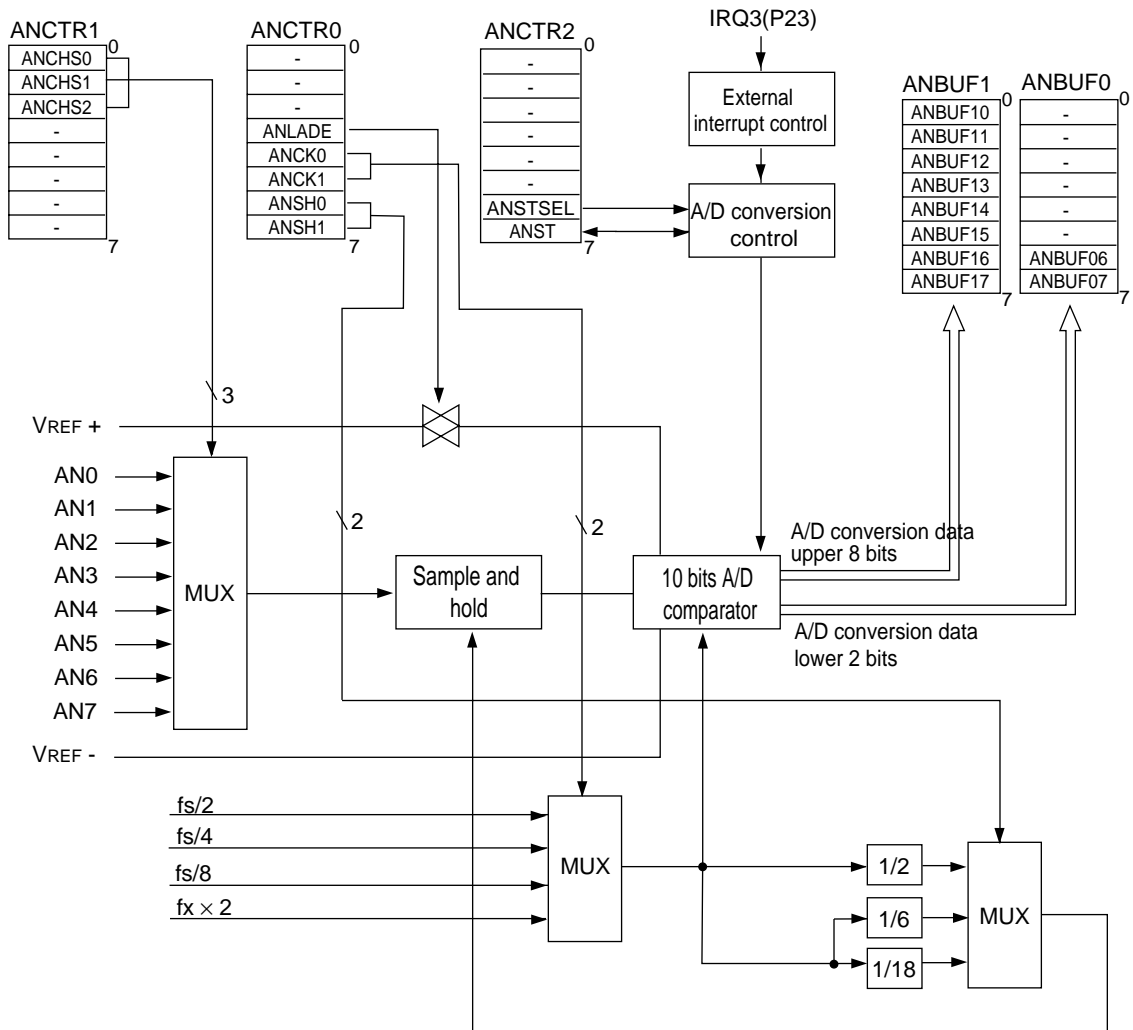 ANCTR1
0
ANCHS0
ANCHS1
ANCHS2
-
-
-
-
-
7
ANCTR0
0
-
-
-
ANLADE
ANCK0
ANCK1
ANSH0
ANSH1
7
ANCTR2
0
-
-
-
-
-
-
ANSTSEL
ANST
7
IRQ3(P23)
External
interrupt control
A/D conversion
control
ANBUF1
0
ANBUF10
ANBUF11
ANBUF12
ANBUF13
ANBUF14
ANBUF15
ANBUF16
ANBUF17
7
ANBUF0
0
-
-
-
-
-
-
ANBUF06
ANBUF07
7
3
VREF +
AN0
AN1
AN2
AN3
AN4
AN5
AN6
AN7
MUX
VREF -
2
2
Sample and
hold
10 bits A/D
comparator
A/D conversion data
upper 8 bits
A/D conversion data
lower 2 bits
fs/2
fs/4
fs/8
fx × 2
MUX
1/2
1/6
1/18
MUX